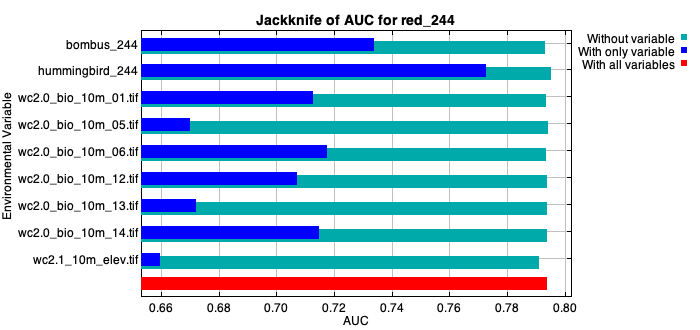 Jackknife of AUC for red_244
Without variable
With only variable
With all variables
Environmental Variable
bombus_244
hummingbird_244
wc2.0_bio_10m_01.tif
wc2.0_bio_10m_05.tif
wc2.0_bio_10m_06.tif
wc2.0_bio_10m_12.tif
wc2.0_bio_10m_13.tif
wc2.0_bio_10m_14.tif
wc2.1_10m_elev.tif
0.66 0.68 0.70 0.72 0.74 0.76 0.78 0.80
AUC